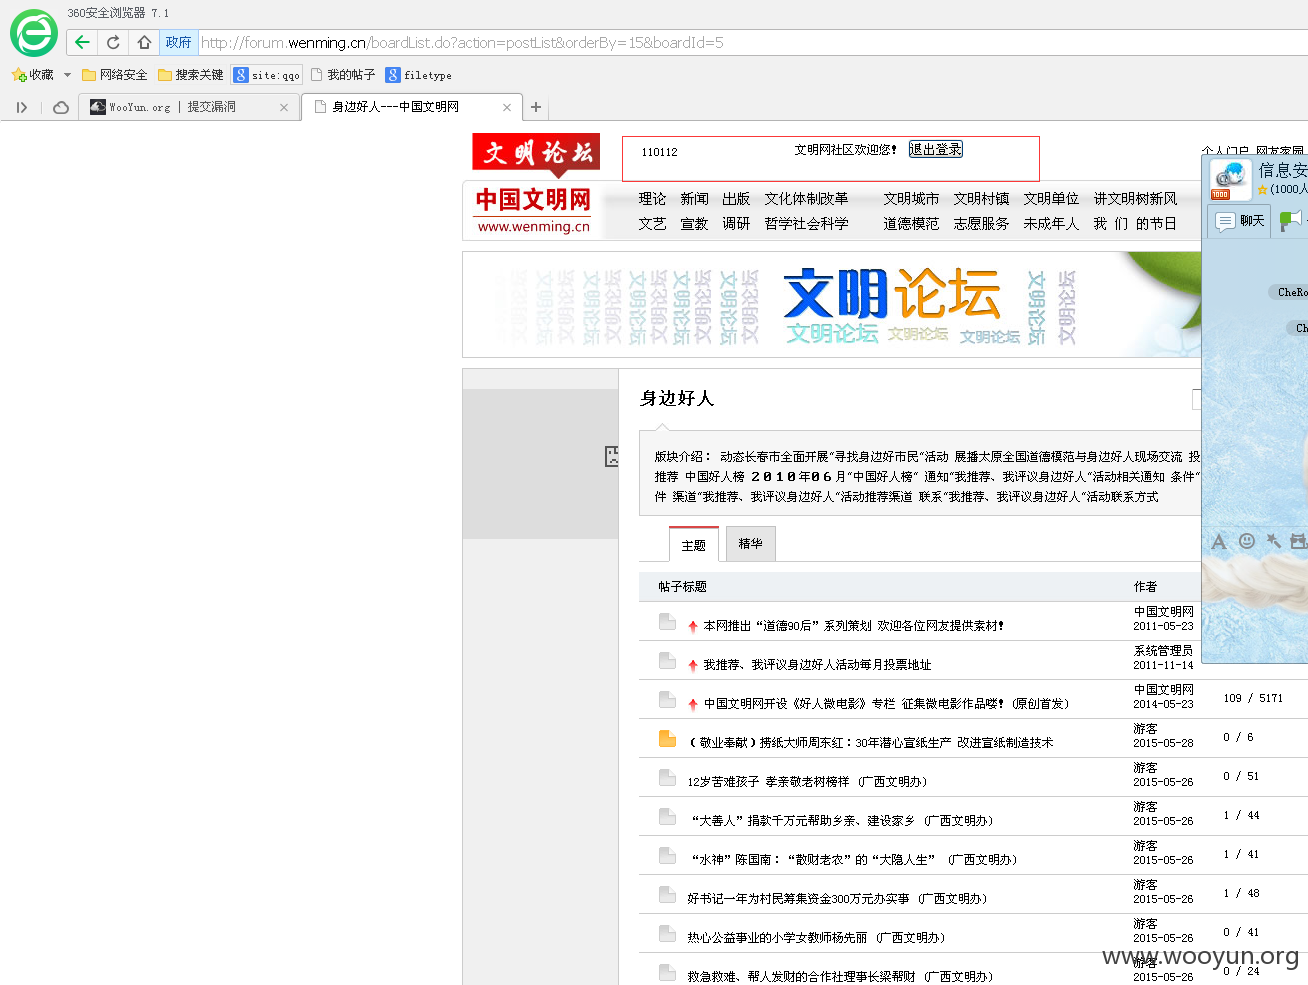 360安全浏览器 7.1
政府 http://forum.wenming.cn/boardList.do?action=postList&orderBy=15&boardId=5
收藏 网络安全 搜索关键 site:qqo 我的帖子 filetype
WooYun.org | 提交漏洞 身边好人---中国文明网
文明论坛 110112 文明网社区欢迎您! 退出登录 个人门户 网友家园
中国文明网
www.wenming.cn
理论 新闻 出版 文化体制改革 文明城市 文明村镇 文明单位 讲文明树新风
文艺 宣教 调研 哲学社会科学 道德模范 志愿服务 未成年人 我 们 的节日
信息安
(1000人
聊天
文明论坛
文明论坛 文明论坛 文明论坛
CheRo
Ch
身边好人
版块介绍： 动态长春市全面开展“寻找身边好市民”活动 展播太原全国道德模范与身边好人现场交流 投
推荐 中国好人榜 2010年06月“中国好人榜” 通知“我推荐、我评议身边好人”活动相关通知 条件“
件 渠道“我推荐、我评议身边好人”活动推荐渠道 联系“我推荐、我评议身边好人”活动联系方式
主题 精华
帖子标题 作者
本网推出“道德90后”系列策划 欢迎各位网友提供素材! 中国文明网
2011-05-23
我推荐、我评议身边好人活动每月投票地址 系统管理员
2011-11-14
中国文明网开设《好人微电影》专栏 征集微电影作品喽! (原创首发) 中国文明网
2014-05-23 109 / 5171
（敬业奉献）捞纸大师周东红：30年潜心宣纸生产 改进宣纸制造技术 游客
2015-05-28 0 / 6
12岁苦难孩子 孝亲敬老树榜样 (广西文明办) 游客
2015-05-26 0 / 51
“大善人”捐款千万元帮助乡亲、建设家乡 (广西文明办) 游客
2015-05-26 1 / 44
“水神”陈国南：“散财老农”的“大隐人生” (广西文明办) 游客
2015-05-26 1 / 41
好书记一年为村民筹集资金300万元办实事 (广西文明办) 游客
2015-05-26 1 / 48
热心公益事业的小学女教师杨先丽 (广西文明办) 游客
2015-05-26 0 / 41
www.wooyun.org
救急救难、帮人发财的合作社理事长梁帮财 (广西文明办) 游客
2015-05-26 0 / 24